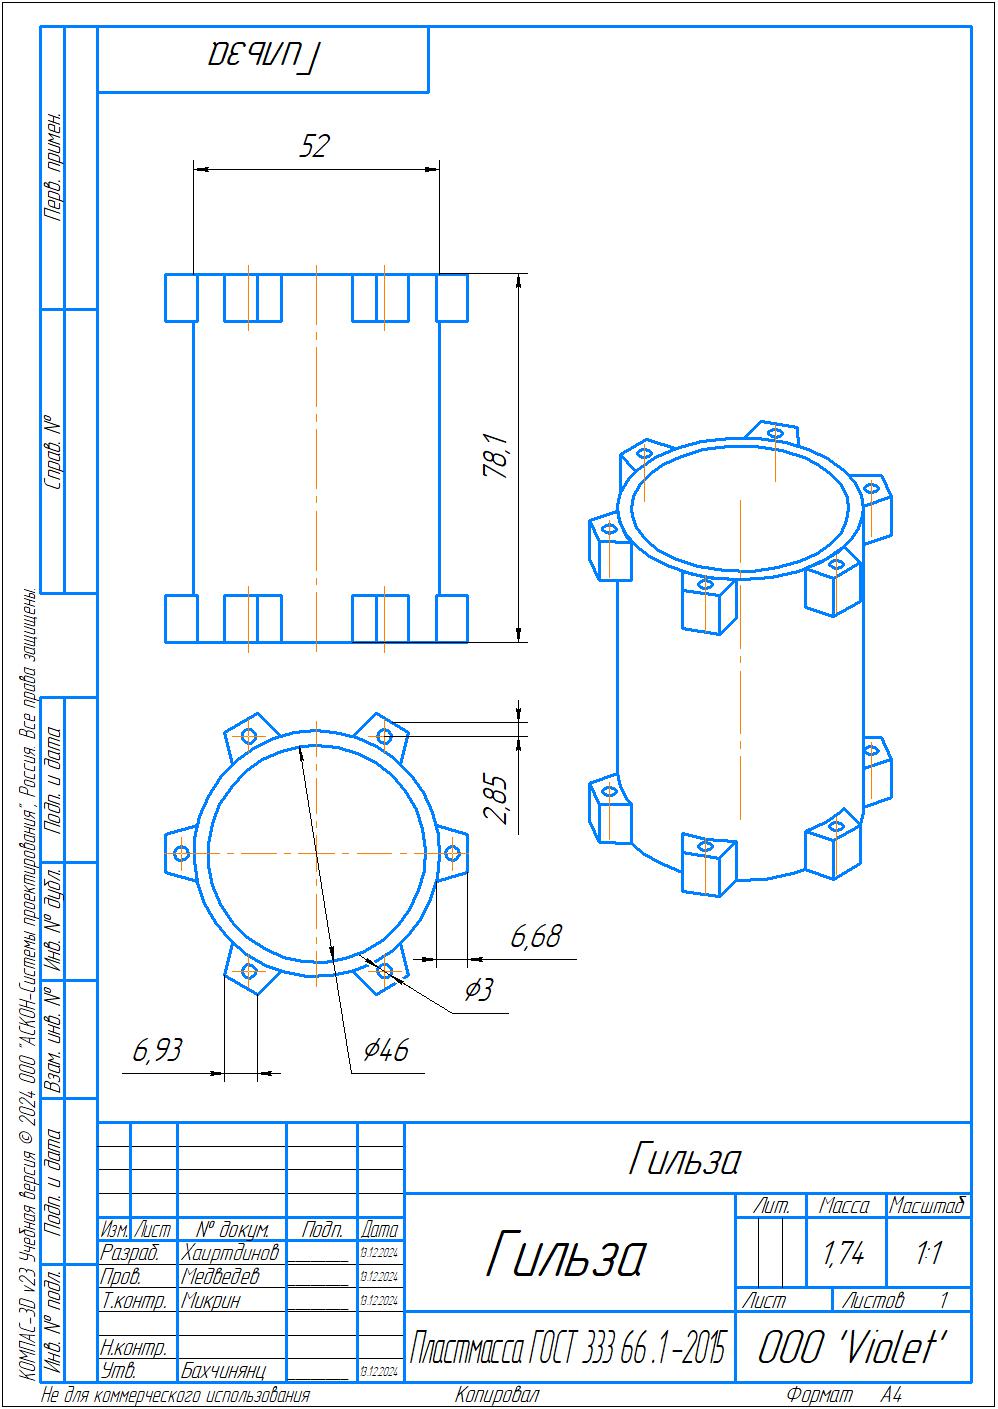 Гильза
Перв. примен.
Справ. №
Подп. и дата
Инв. № дубл.
Взам. инв. №
Подп. и дата
Инв. № подл.
КОМПАС-3D v23 Учебная версия © 2024 ООО "АСКОН-Системы проектирования", Россия. Все права защищены.
52
78,1
2,85
6,68
⌀3
⌀46
6,93
Гильза
Изм. Лист № докум. Подп. Дата
Разраб. Хаиртдинов 13.12.2024
Пров. Медведев 13.12.2024
Т.контр. Микрин 13.12.2024
Н.контр.
Утв. Бахчинянц 13.12.2024
Гильза
Лит. Масса Масштаб
1,74 1:1
Лист Листов 1
Пластмасса ГОСТ 333 66 .1-2015
ООО 'Violet'
Не для коммерческого использования Копировал Формат A4